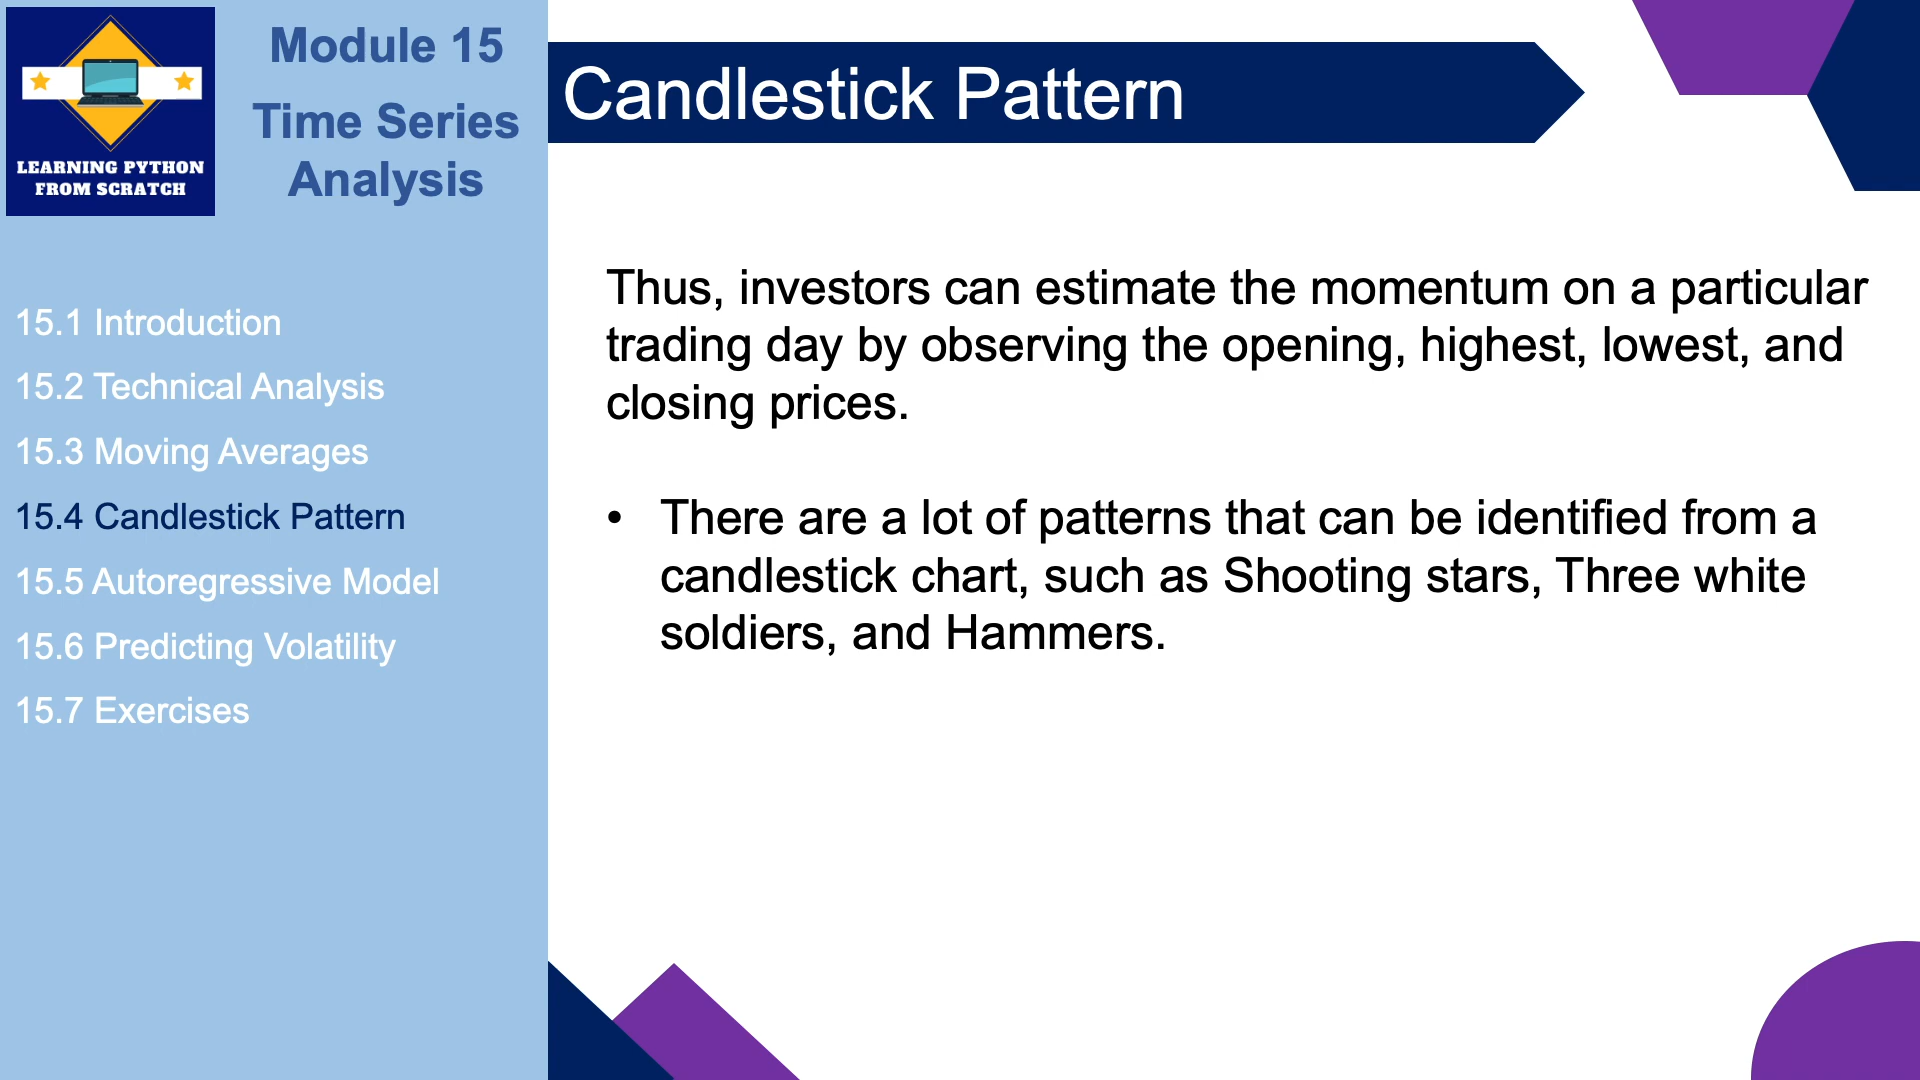 LEARNING PYTHON
FROM SCRATCH
Module 15
Time Series
Analysis
15.1 Introduction
15.2 Technical Analysis
15.3 Moving Averages
15.4 Candlestick Pattern
15.5 Autoregressive Model
15.6 Predicting Volatility
15.7 Exercises
Candlestick Pattern
Thus, investors can estimate the momentum on a particular
trading day by observing the opening, highest, lowest, and
closing prices.
• There are a lot of patterns that can be identified from a
candlestick chart, such as Shooting stars, Three white
soldiers, and Hammers.